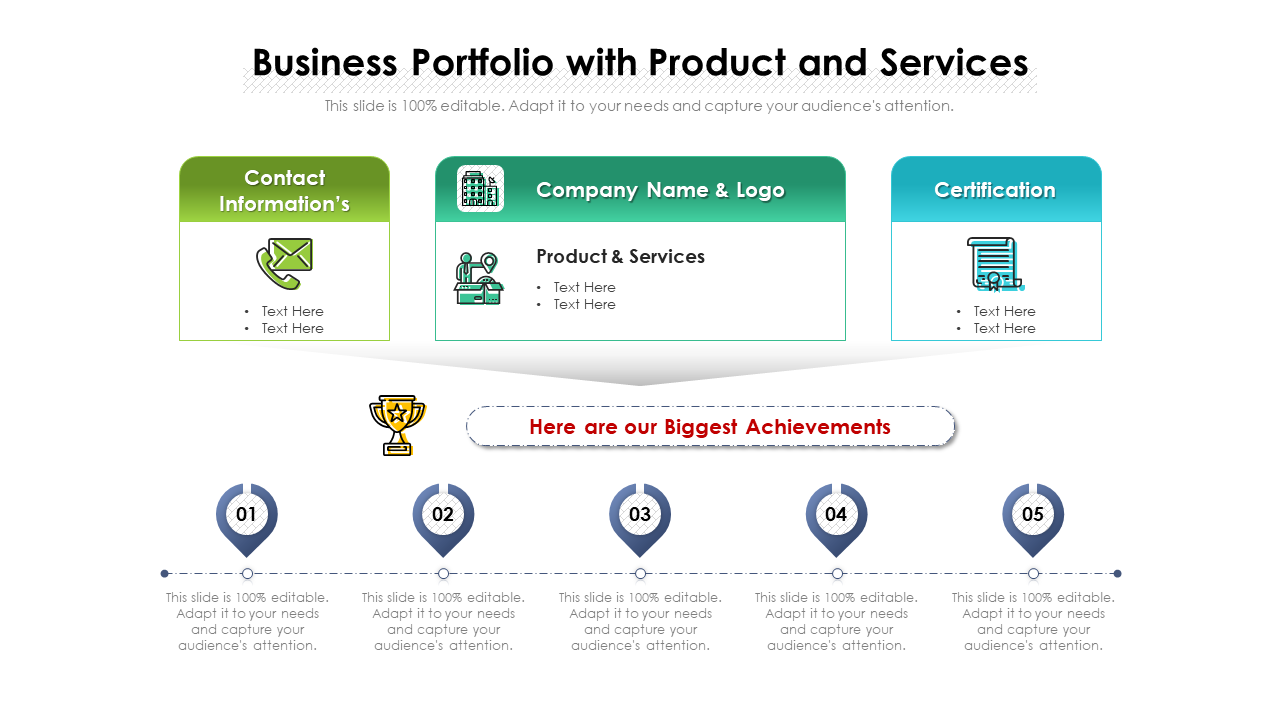 Business Portfolio with Product and Services
This slide is 100% editable. Adapt it to your needs and capture your audience's attention.
Contact
Information's
• Text Here
• Text Here
Company Name & Logo
Product & Services
• Text Here
• Text Here
Certification
• Text Here
• Text Here
Here are our Biggest Achievements
01
This slide is 100% editable.
Adapt it to your needs
and capture your
audience's attention.
02
This slide is 100% editable.
Adapt it to your needs
and capture your
audience's attention.
03
This slide is 100% editable.
Adapt it to your needs
and capture your
audience's attention.
04
This slide is 100% editable.
Adapt it to your needs
and capture your
audience's attention.
05
This slide is 100% editable.
Adapt it to your needs
and capture your
audience's attention.